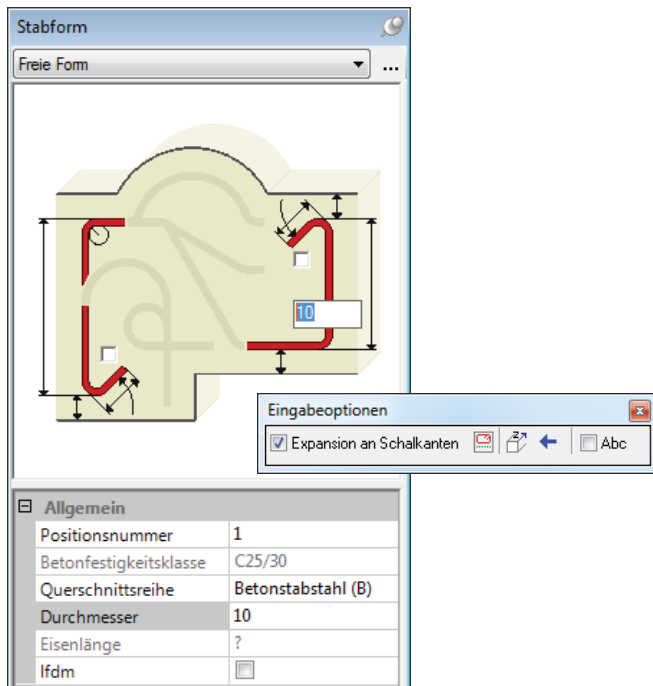 Stabform
Freie Form ...
10
Eingabeoptionen
Expansion an Schalkanten Abc
Allgemein
Positionsnummer 1
Betonfestigkeitsklasse C25/30
Querschnittsreihe Betonstabstahl (B)
Durchmesser 10
Eisenlänge ?
lfdm